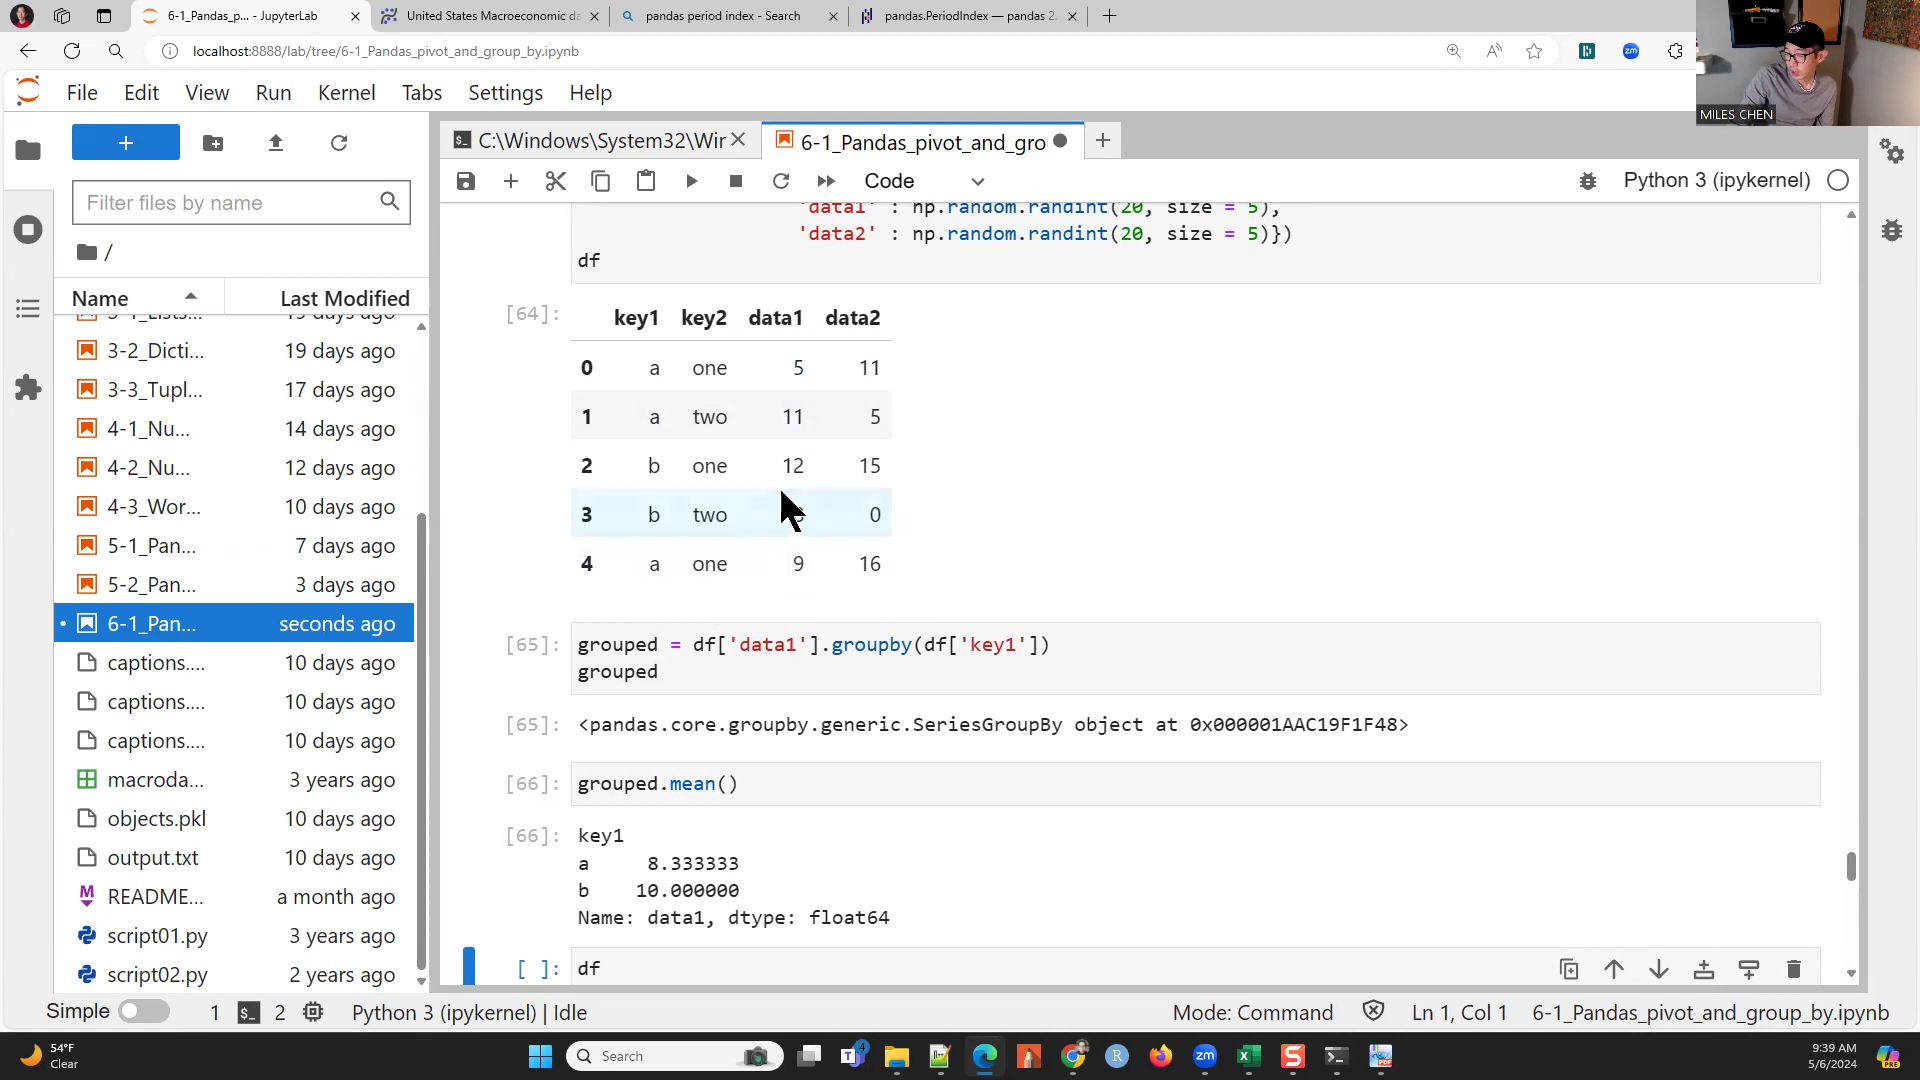 6-1_Pandas_p... - JupyterLab
United States Macroeconomic da
pandas period index - Search
pandas.PeriodIndex — pandas 2.
localhost:8888/lab/tree/6-1_Pandas_pivot_and_group_by.ipynb
MILES CHEN
File Edit View Run Kernel Tabs Settings Help
C:\Windows\System32\Wir
6-1_Pandas_pivot_and_gro
Filter files by name
Code
Python 3 (ipykernel)
/
Name Last Modified
3-1_Lists... 19 days ago
3-2_Dicti... 19 days ago
3-3_Tupl... 17 days ago
4-1_Nu... 14 days ago
4-2_Nu... 12 days ago
4-3_Wor... 10 days ago
5-1_Pan... 7 days ago
5-2_Pan... 3 days ago
6-1_Pan... seconds ago
captions.... 10 days ago
captions.... 10 days ago
captions.... 10 days ago
macroda... 3 years ago
objects.pkl 10 days ago
output.txt 10 days ago
README... a month ago
script01.py 3 years ago
script02.py 2 years ago
'data1' : np.random.randint(20, size = 5),
'data2' : np.random.randint(20, size = 5)})
df
[64]:
key1 key2 data1 data2
0 a one 5 11
1 a two 11 5
2 b one 12 15
3 b two 0
4 a one 9 16
[65]: grouped = df['data1'].groupby(df['key1'])
grouped
[65]: <pandas.core.groupby.generic.SeriesGroupBy object at 0x000001AAC19F1F48>
[66]: grouped.mean()
[66]: key1
a 8.333333
b 10.000000
Name: data1, dtype: float64
[ ]: df
Simple 1 2 Python 3 (ipykernel) | Idle
Mode: Command Ln 1, Col 1 6-1_Pandas_pivot_and_group_by.ipynb
54°F
Clear
Search
4
9:39 AM
5/6/2024